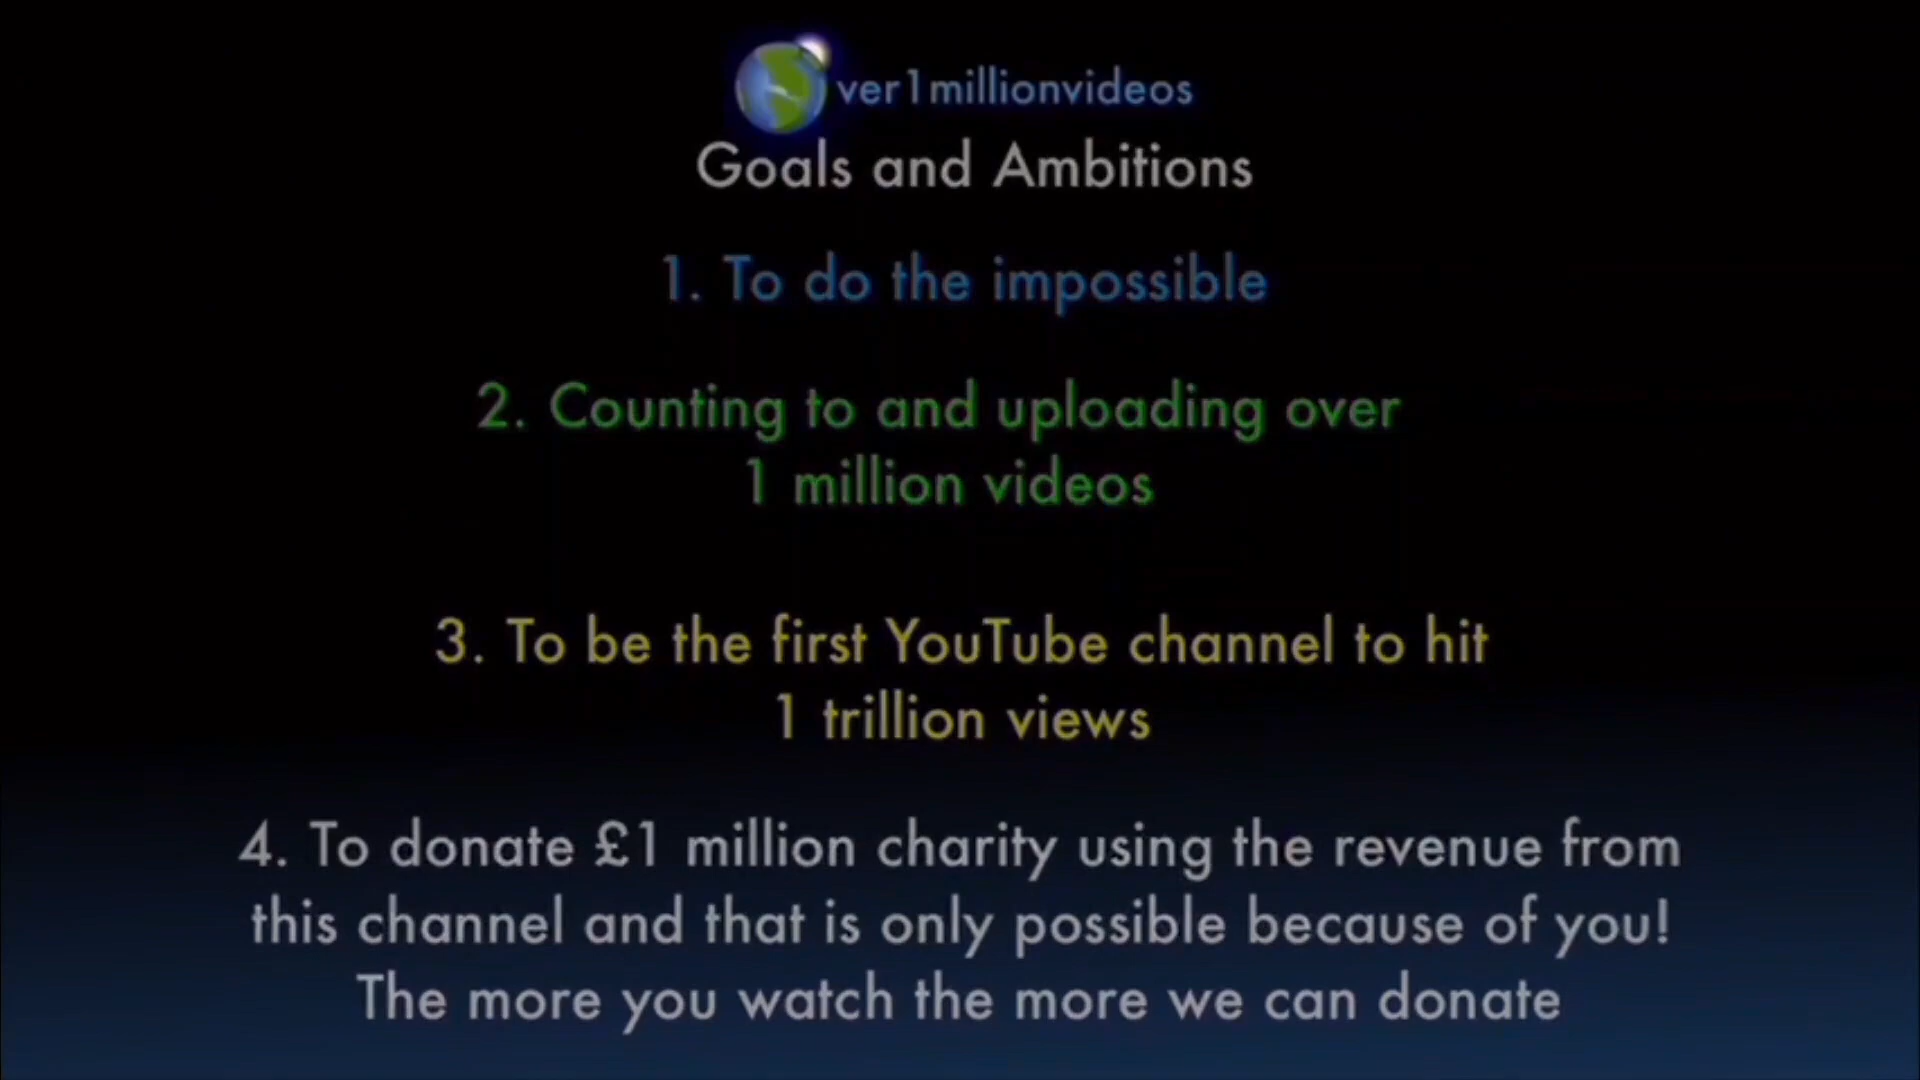 ver1millionvideos
Goals and Ambitions
1. To do the impossible
2. Counting to and uploading over
1 million videos
3. To be the first YouTube channel to hit
1 trillion views
4. To donate £1 million charity using the revenue from
this channel and that is only possible because of you!
The more you watch the more we can donate